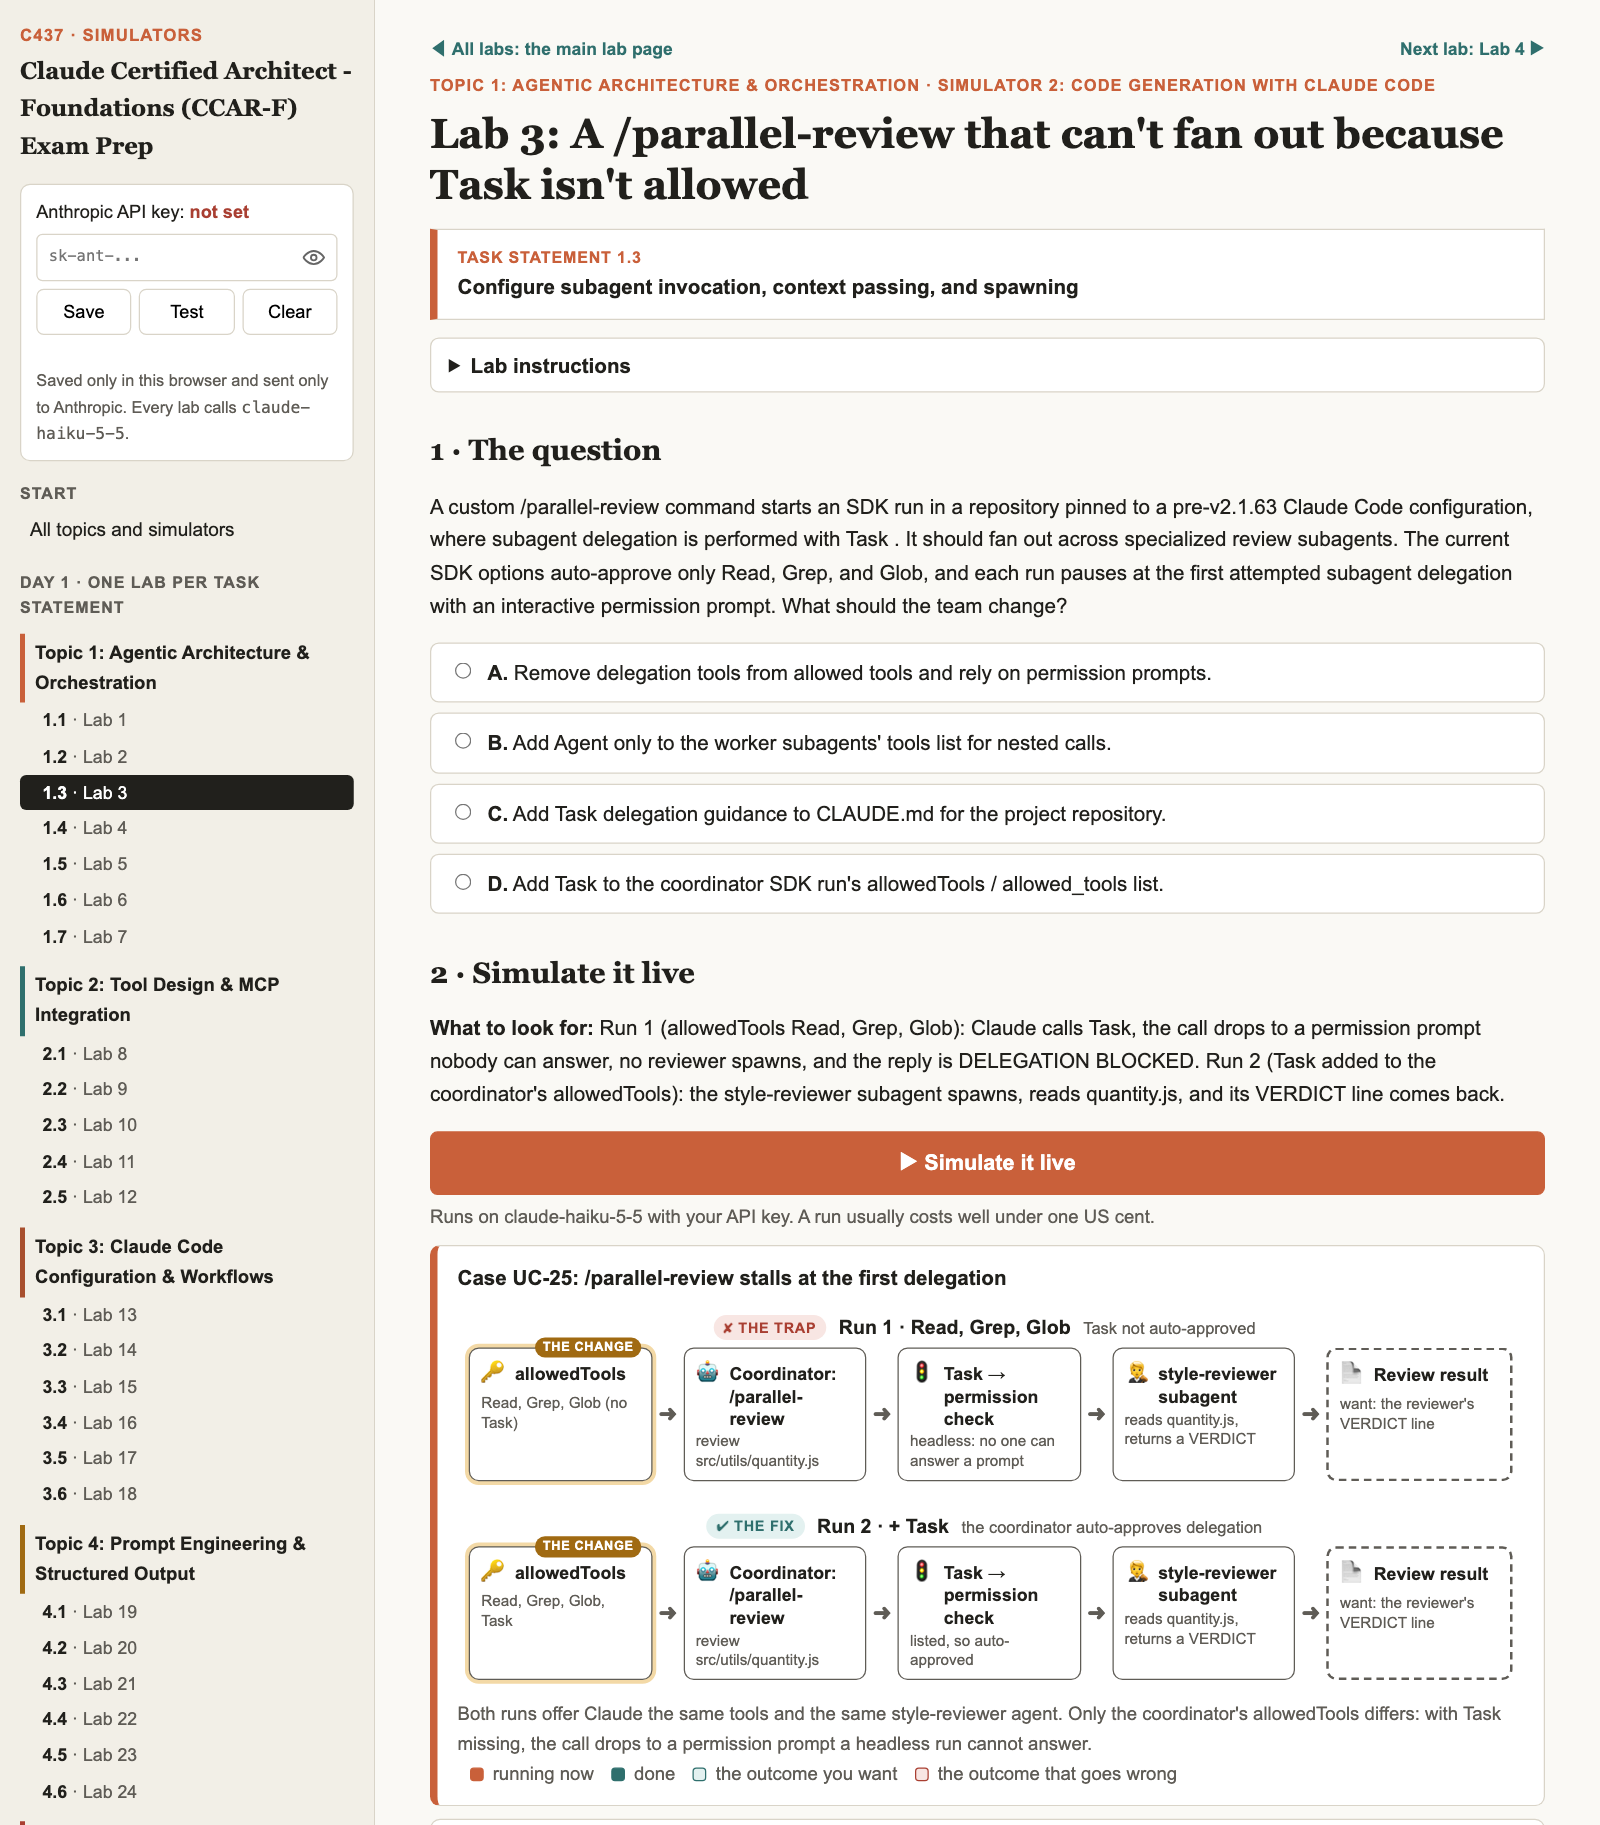 C437 · SIMULATORS
Claude Certified Architect -
Foundations (CCAR-F)
Exam Prep
Anthropic API key: not set
sk-ant-...
Save
Test
Clear
Saved only in this browser and sent only
to Anthropic. Every lab calls claude-
haiku-5-5.
START
All topics and simulators
DAY 1 · ONE LAB PER TASK
STATEMENT
Topic 1: Agentic Architecture &
Orchestration
1.1 · Lab 1
1.2 · Lab 2
1.3 · Lab 3
1.4 · Lab 4
1.5 · Lab 5
1.6 · Lab 6
1.7 · Lab 7
Topic 2: Tool Design & MCP
Integration
2.1 · Lab 8
2.2 · Lab 9
2.3 · Lab 10
2.4 · Lab 11
2.5 · Lab 12
Topic 3: Claude Code
Configuration & Workflows
3.1 · Lab 13
3.2 · Lab 14
3.3 · Lab 15
3.4 · Lab 16
3.5 · Lab 17
3.6 · Lab 18
Topic 4: Prompt Engineering &
Structured Output
4.1 · Lab 19
4.2 · Lab 20
4.3 · Lab 21
4.4 · Lab 22
4.5 · Lab 23
4.6 · Lab 24
◀ All labs: the main lab page
Next lab: Lab 4 ▶
TOPIC 1: AGENTIC ARCHITECTURE & ORCHESTRATION · SIMULATOR 2: CODE GENERATION WITH CLAUDE CODE
Lab 3: A /parallel-review that can't fan out because
Task isn't allowed
TASK STATEMENT 1.3
Configure subagent invocation, context passing, and spawning
▶ Lab instructions
1 · The question
A custom /parallel-review command starts an SDK run in a repository pinned to a pre-v2.1.63 Claude Code configuration,
where subagent delegation is performed with Task . It should fan out across specialized review subagents. The current
SDK options auto-approve only Read, Grep, and Glob, and each run pauses at the first attempted subagent delegation
with an interactive permission prompt. What should the team change?
A. Remove delegation tools from allowed tools and rely on permission prompts.
B. Add Agent only to the worker subagents' tools list for nested calls.
C. Add Task delegation guidance to CLAUDE.md for the project repository.
D. Add Task to the coordinator SDK run's allowedTools / allowed_tools list.
2 · Simulate it live
What to look for: Run 1 (allowedTools Read, Grep, Glob): Claude calls Task, the call drops to a permission prompt
nobody can answer, no reviewer spawns, and the reply is DELEGATION BLOCKED. Run 2 (Task added to the
coordinator's allowedTools): the style-reviewer subagent spawns, reads quantity.js, and its VERDICT line comes back.
▶ Simulate it live
Runs on claude-haiku-5-5 with your API key. A run usually costs well under one US cent.
Case UC-25: /parallel-review stalls at the first delegation
✘ THE TRAP Run 1 · Read, Grep, Glob Task not auto-approved
THE CHANGE
allowedTools
Read, Grep, Glob (no
Task)
➜
Coordinator:
/parallel-
review
review
src/utils/quantity.js
➜
Task →
permission
check
headless: no one can
answer a prompt
➜
style-reviewer
subagent
reads quantity.js,
returns a VERDICT
➜
Review result
want: the reviewer's
VERDICT line
✔ THE FIX Run 2 · + Task the coordinator auto-approves delegation
THE CHANGE
allowedTools
Read, Grep, Glob,
Task
➜
Coordinator:
/parallel-
review
review
src/utils/quantity.js
➜
Task →
permission
check
listed, so auto-
approved
➜
style-reviewer
subagent
reads quantity.js,
returns a VERDICT
➜
Review result
want: the reviewer's
VERDICT line
Both runs offer Claude the same tools and the same style-reviewer agent. Only the coordinator's allowedTools differs: with Task
missing, the call drops to a permission prompt a headless run cannot answer.
running now
done
the outcome you want
the outcome that goes wrong